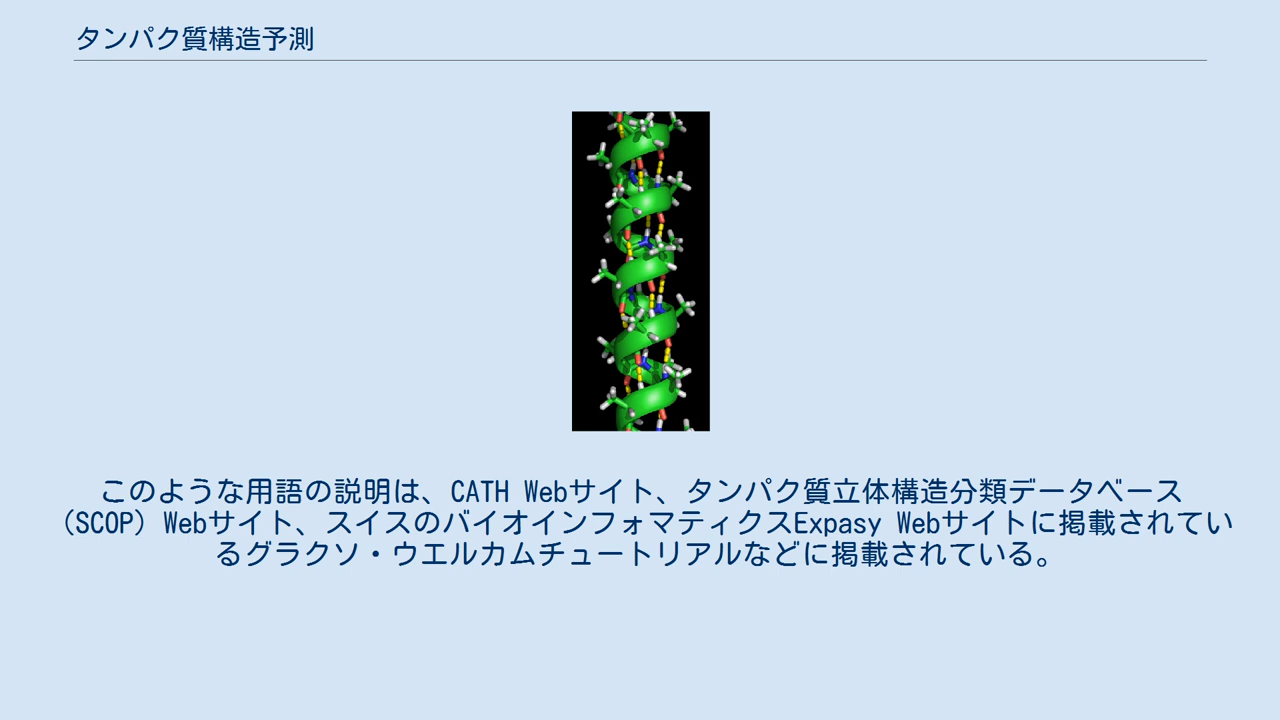 タンパク質構造予測
このような用語の説明は、CATH Webサイト、タンパク質立体構造分類データベース
（SCOP）Webサイト、スイスのバイオインフォマティクスExpasy Webサイトに掲載されてい
るグラクソ・ウエルカムチュートリアルなどに掲載されている。